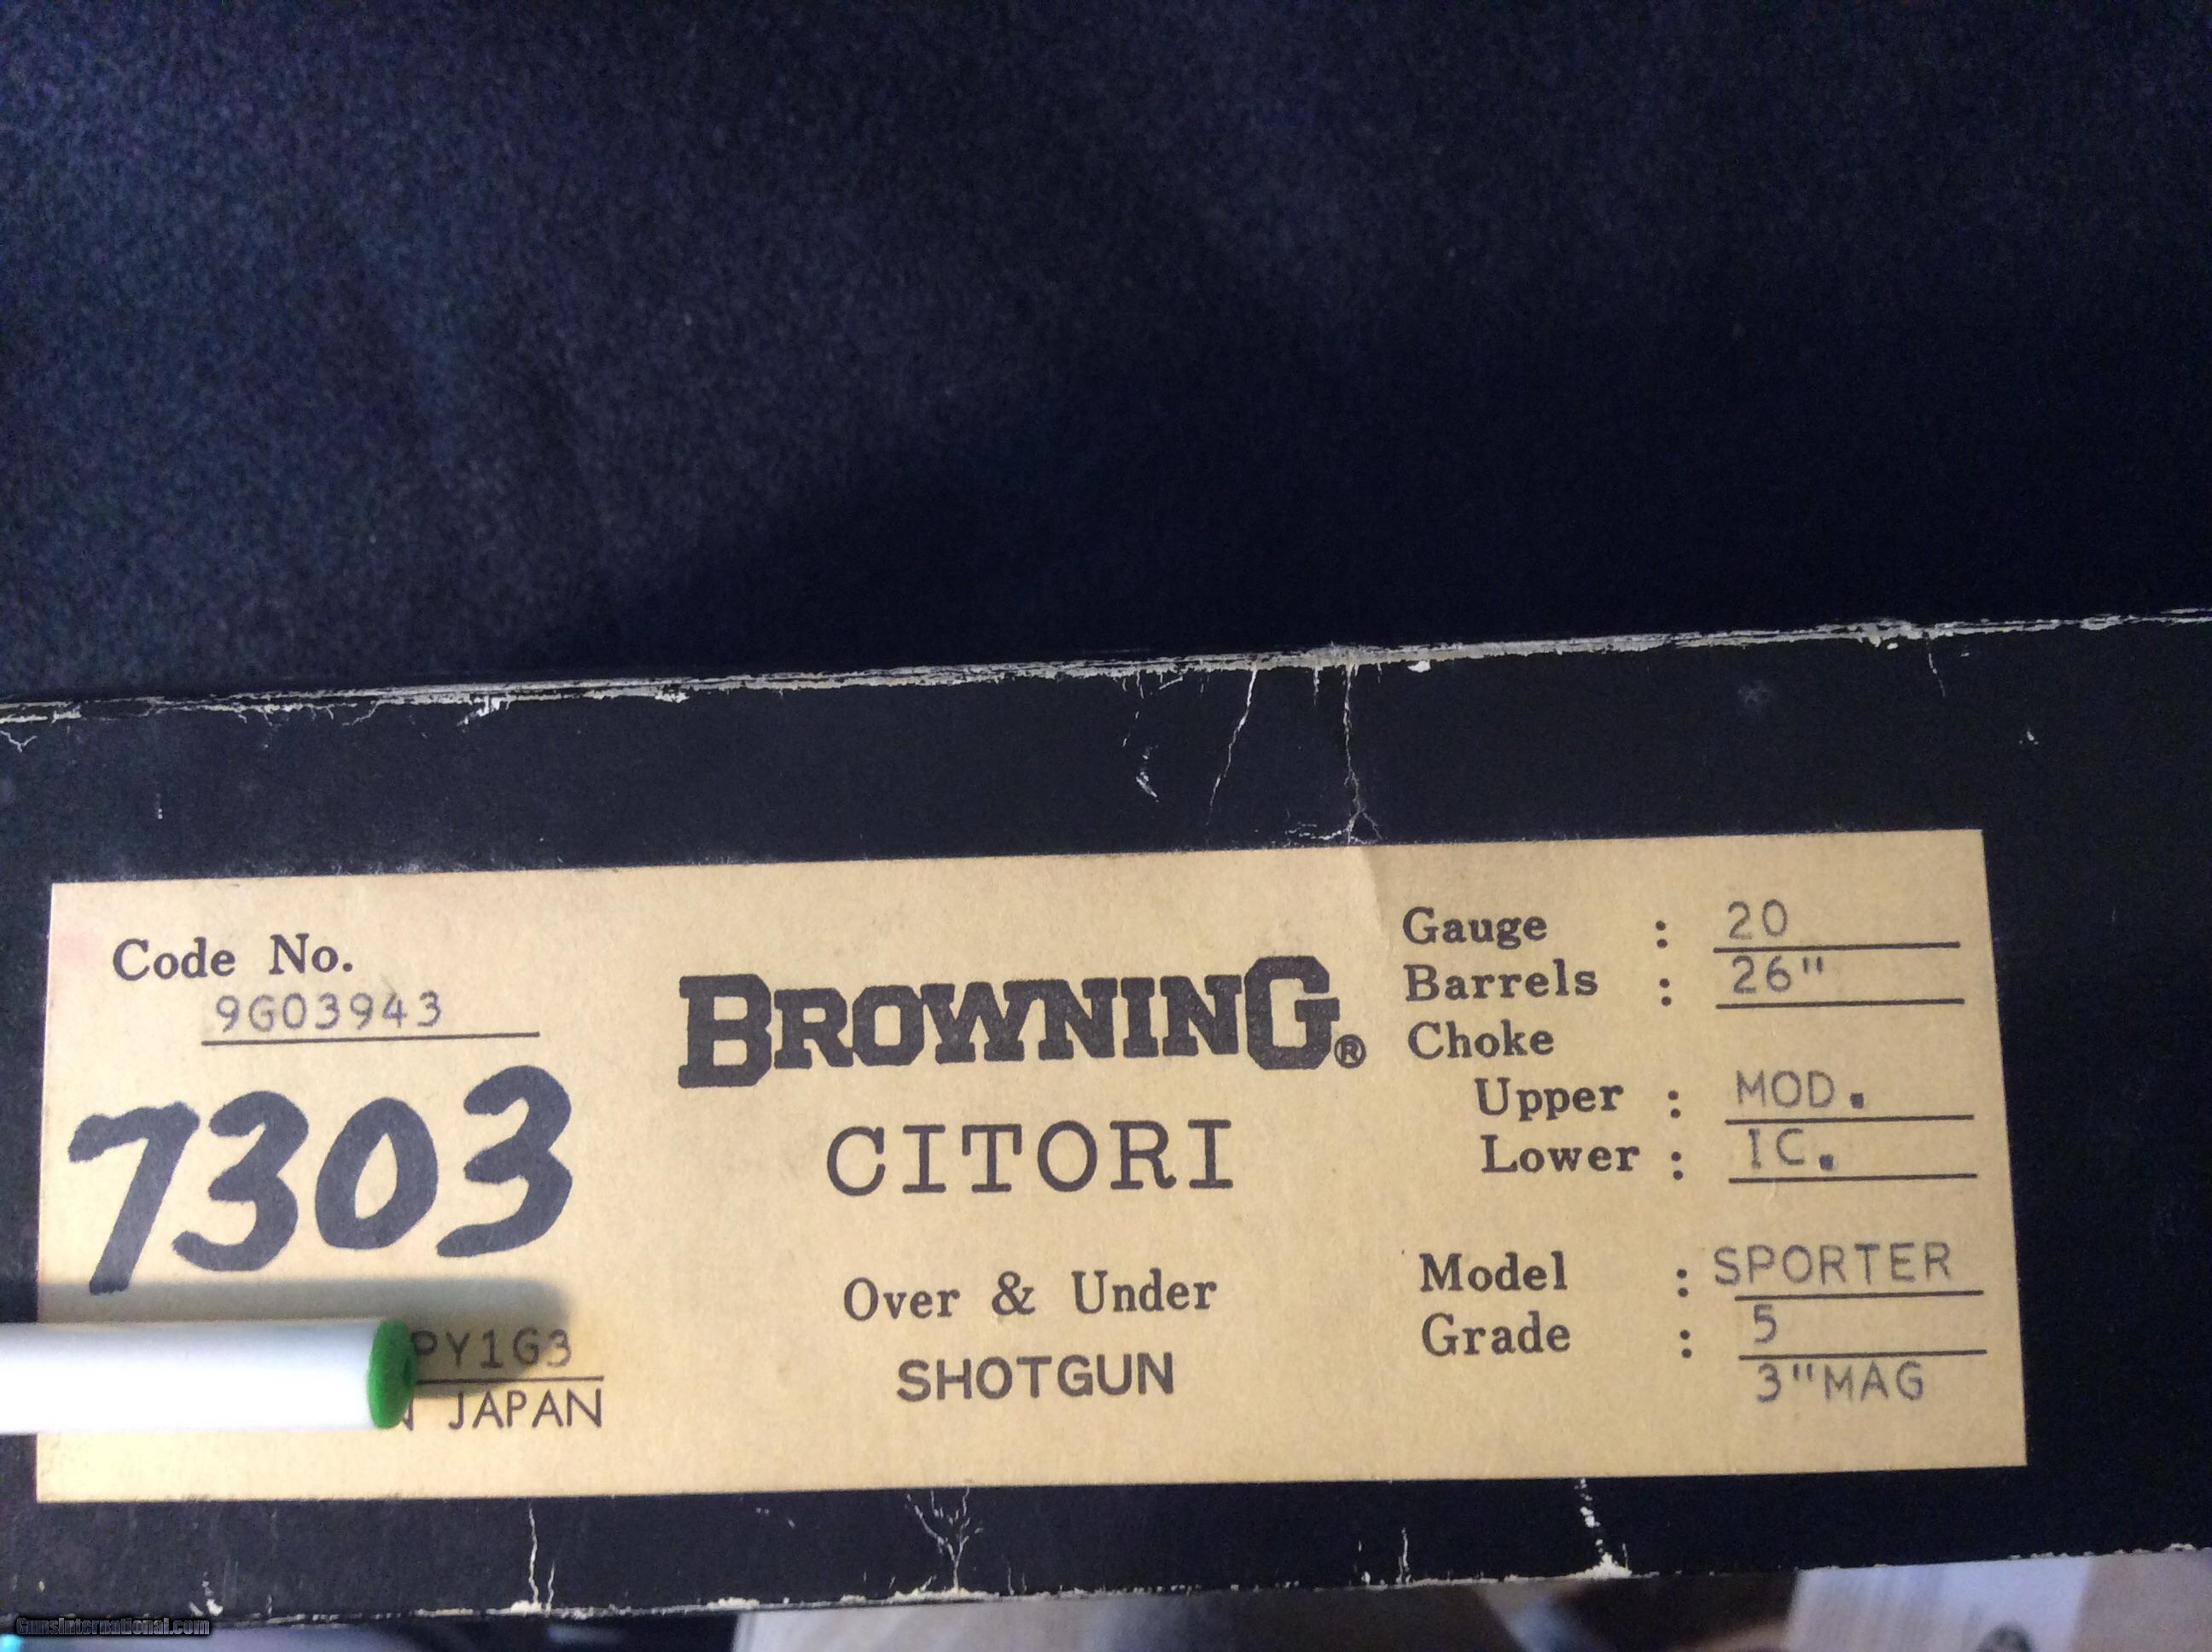 Code No.
9G03943
7303
PY1G3
JAPAN
BROWNING®
CITORI
Over & Under
SHOTGUN
Gauge : 20
Barrels : 26"
Choke
Upper : MOD.
Lower : IC.
Model : SPORTER
Grade : 5
3"MAG
GunsInternational.com